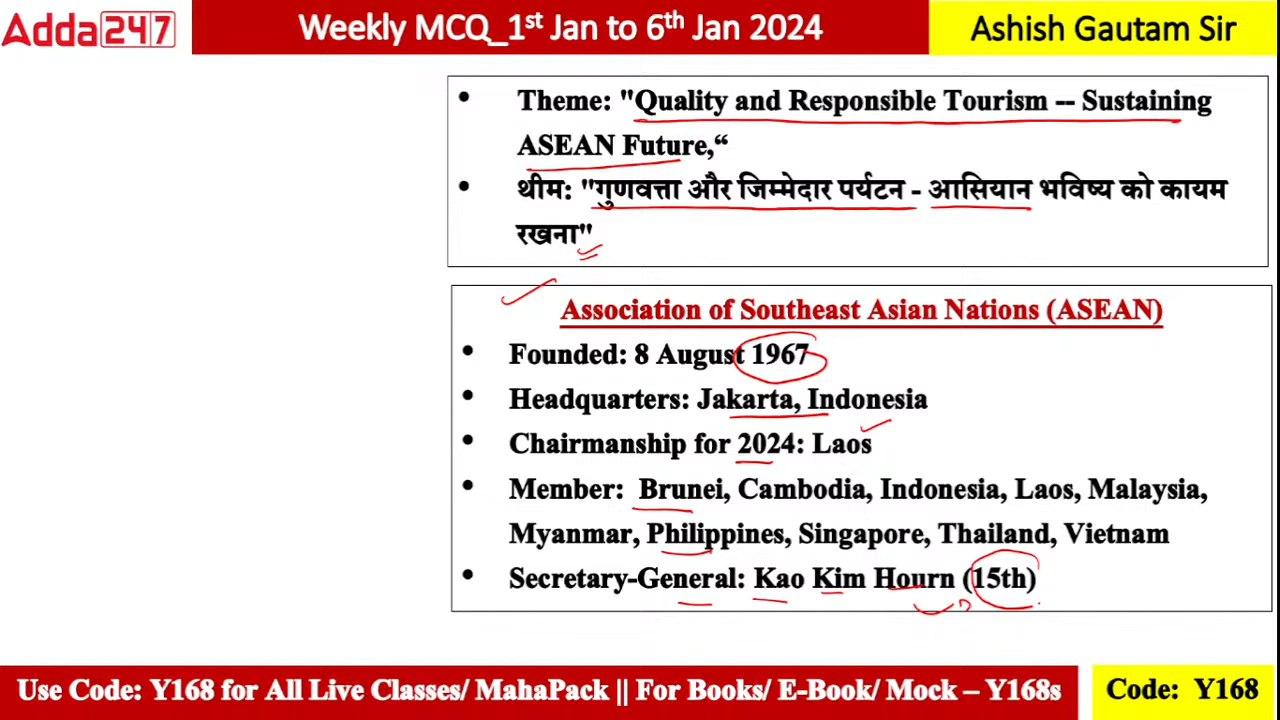 Adda247
Weekly MCQ_1st Jan to 6th Jan 2024
Ashish Gautam Sir
• Theme: "Quality and Responsible Tourism -- Sustaining
ASEAN Future,“
• थीम: "गुणवत्ता और जिम्मेदार पर्यटन - आसियान भविष्य को कायम
रखना"
Association of Southeast Asian Nations (ASEAN)
• Founded: 8 August 1967
• Headquarters: Jakarta, Indonesia
• Chairmanship for 2024: Laos
• Member: Brunei, Cambodia, Indonesia, Laos, Malaysia,
Myanmar, Philippines, Singapore, Thailand, Vietnam
• Secretary-General: Kao Kim Hourn (15th)
Use Code: Y168 for All Live Classes/ MahaPack || For Books/ E-Book/ Mock – Y168s
Code: Y168